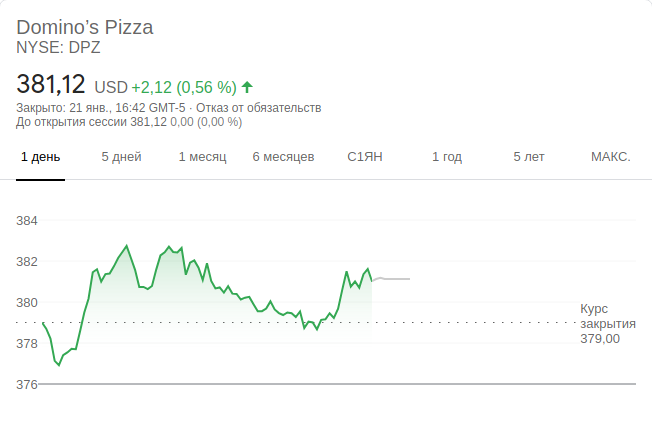 Domino’s Pizza
NYSE: DPZ
381,12 USD +2,12 (0,56 %)
Закрыто: 21 янв., 16:42 GMT-5 · Отказ от обязательств
До открытия сессии 381,12 0,00 (0,00 %)
1 день 5 дней 1 месяц 6 месяцев С1ЯН 1 год 5 лет МАКС.
384
382
380
378
376
Курс
закрытия
379,00